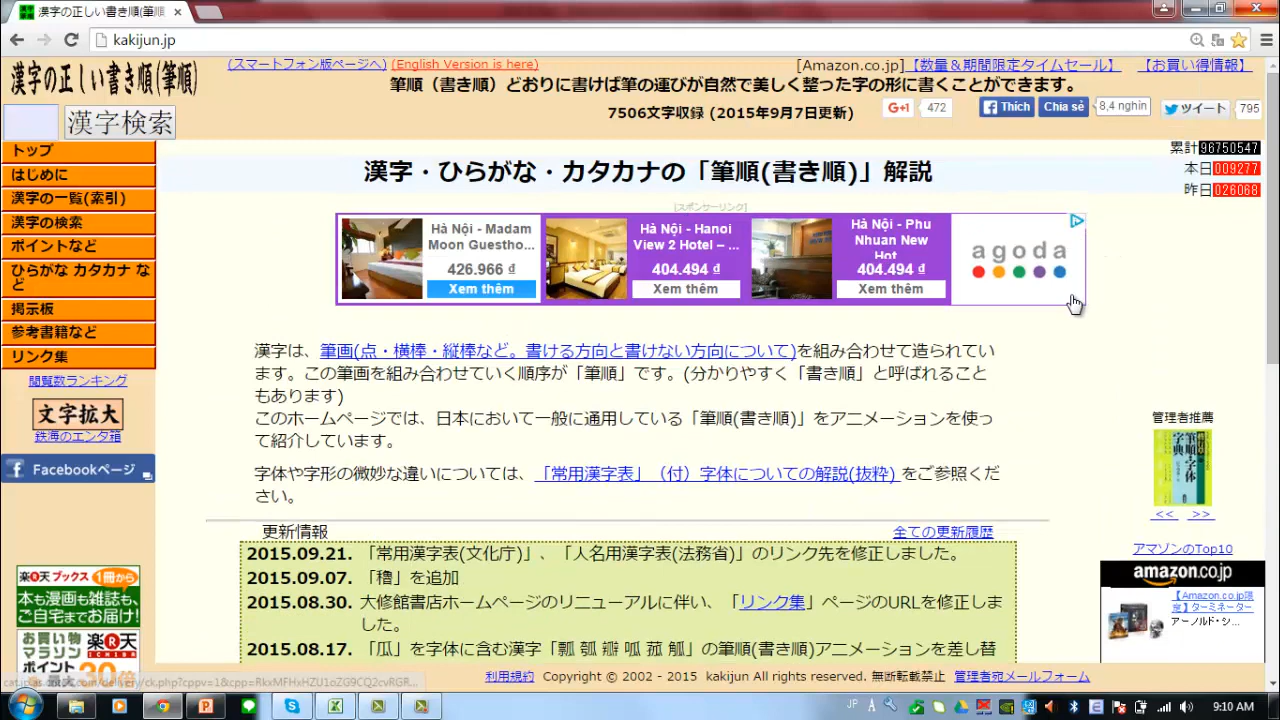 漢字の正しい書き順(筆順
kakijun.jp
漢字の正しい書き順(筆順)
(スマートフォン版ページへ) (English Version is here)
[Amazon.co.jp]【数量＆期間限定タイムセール】 【お買い得情報】
筆順（書き順）どおりに書けば筆の運びが自然で美しく整った字の形に書くことができます。
7506文字収録 (2015年9月7日更新)
G+1 472 Thích Chia sẻ 8,4 nghìn ツイート 795
漢字検索
トップ
はじめに
漢字の一覧(索引)
漢字の検索
ポイントなど
ひらがな カタカナ な
ど
掲示板
参考書籍など
リンク集
閲覧数ランキング
文字拡大
鉄海のエンタ箱
Facebookページ
楽天ブックス 1冊から
本も漫画も雑誌も
ご自宅までお届け!
お買い物
マラソン 楽天
ポイント ICHIBA
最大 30倍
累計 96750547
本日 009277
昨日 026068
漢字・ひらがな・カタカナの「筆順(書き順)」解説
[スポンサーリンク]
Hà Nội - Madam
Moon Guestho...
426.966 ₫
Xem thêm
Hà Nội - Hanoi
View 2 Hotel – ...
404.494 ₫
Xem thêm
Hà Nội - Phu
Nhuan New
Hot
404.494 ₫
Xem thêm
agoda
漢字は、筆画(点・横棒・縦棒など。書ける方向と書けない方向について)を組み合わせて造られてい
ます。この筆画を組み合わせていく順序が「筆順」です。(分かりやすく「書き順」と呼ばれること
もあります)
このホームページでは、日本において一般に通用している「筆順(書き順)」をアニメーションを使っ
て紹介しています。
字体や字形の微妙な違いについては、「常用漢字表」（付）字体についての解説(抜粋) をご参照くだ
さい。
更新情報 全ての更新履歴
2015.09.21. 「常用漢字表(文化庁)」、「人名用漢字表(法務省)」のリンク先を修正しました。
2015.09.07. 「穭」を追加
2015.08.30. 大修館書店ホームページのリニューアルに伴い、「リンク集」ページのURLを修正しま
した。
2015.08.17. 「瓜」を字体に含む漢字「瓢 瓠 瓣 呱 菰 觚」の筆順(書き順)アニメーションを差し替
管理者推薦
筆順字体字典
<< >>
アマゾンのTop10
amazon.co.jp
【Amazon.co.jp限
定】ターミネーター
アーノルド・シ...
利用規約 Copyright © 2002 - 2015 kakijun All rights reserved. 無断転載禁止 管理者宛メールフォーム
JP
9:10 AM